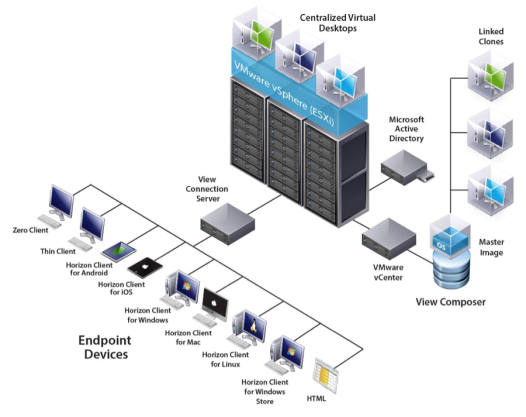 Centralized Virtual
Desktops
Linked
Clones
VMware vSphere (ESXi)
Microsoft
Active
Directory
View
Connection
Server
Zero Client
Thin Client
Horizon Client
for Android
Horizon Client
for iOS
OS
Master
Image
VMware
vCenter
View Composer
Horizon Client
for Windows
Horizon Client
for Mac
Endpoint
Devices
Horizon Client
for Linux
Horizon Client
for Windows
Store
HTML